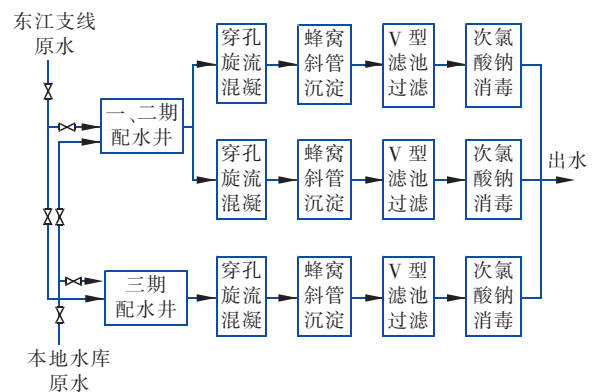 东江支线
原水
一、二期
配水井
穿孔
旋流
混凝
蜂窝
斜管
沉淀
V 型
滤池
过滤
次氯
酸钠
消毒
穿孔
旋流
混凝
蜂窝
斜管
沉淀
V 型
滤池
过滤
次氯
酸钠
消毒
出水
三期
配水井
穿孔
旋流
混凝
蜂窝
斜管
沉淀
V 型
滤池
过滤
次氯
酸钠
消毒
本地水库
原水